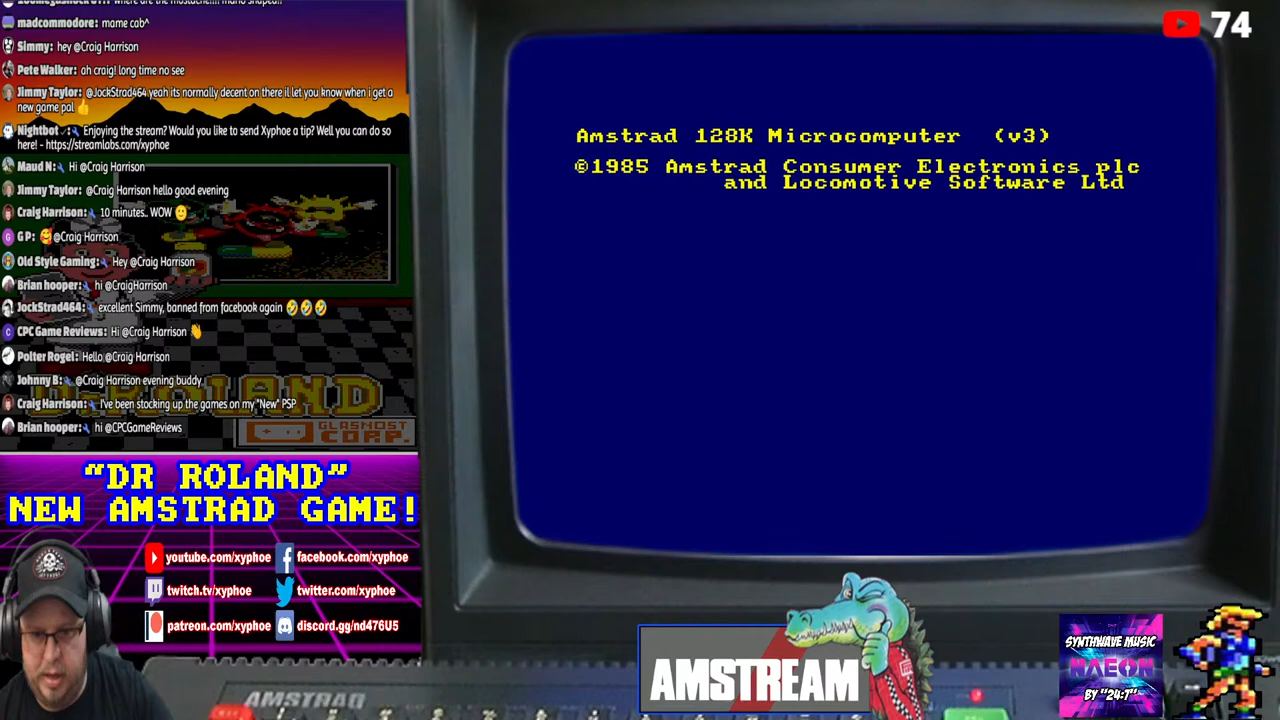 madcommodore: mame cab^
Simmy: hey @Craig Harrison
Pete Walker: ah craig! long time no see
Jimmy Taylor: @JockStrad464 yeah its normally decent on there il let you know when i get a
new game pal 👍
Nightbot✓: Enjoying the stream? Would you like to send Xyphoe a tip? Well you can do so
here! - https://streamlabs.com/xyphoe
Maud N: Hi @Craig Harrison
Jimmy Taylor: @Craig Harrison hello good evening
Craig Harrison: 10 minutes.. WOW 🙂
G P: 🥰 @Craig Harrison
Old Style Gaming: Hey @Craig Harrison
Brian hooper: hi @CraigHarrison
JockStrad464: excellent Simmy, banned from facebook again 🤣🤣🤣
CPC Game Reviews: Hi @Craig Harrison 👋
Polter Rogel: Hello @Craig Harrison
Johnny B: @Craig Harrison evening buddy
Craig Harrison: I've been stocking up the games on my "New" PSP
Brian hooper: hi @CPCGameReviews
Dr ROLAND
GLASNOST
CORP.
"DR ROLAND"
NEW AMSTRAD GAME!
youtube.com/xyphoe
facebook.com/xyphoe
twitch.tv/xyphoe
twitter.com/xyphoe
patreon.com/xyphoe
discord.gg/nd476U5
74
Amstrad 128K Microcomputer (v3)
©1985 Amstrad Consumer Electronics plc
and Locomotive Software Ltd
AMSTRAD
AMSTREAM
SYNTHWAVE MUSIC
NAEON
BY "24:7"